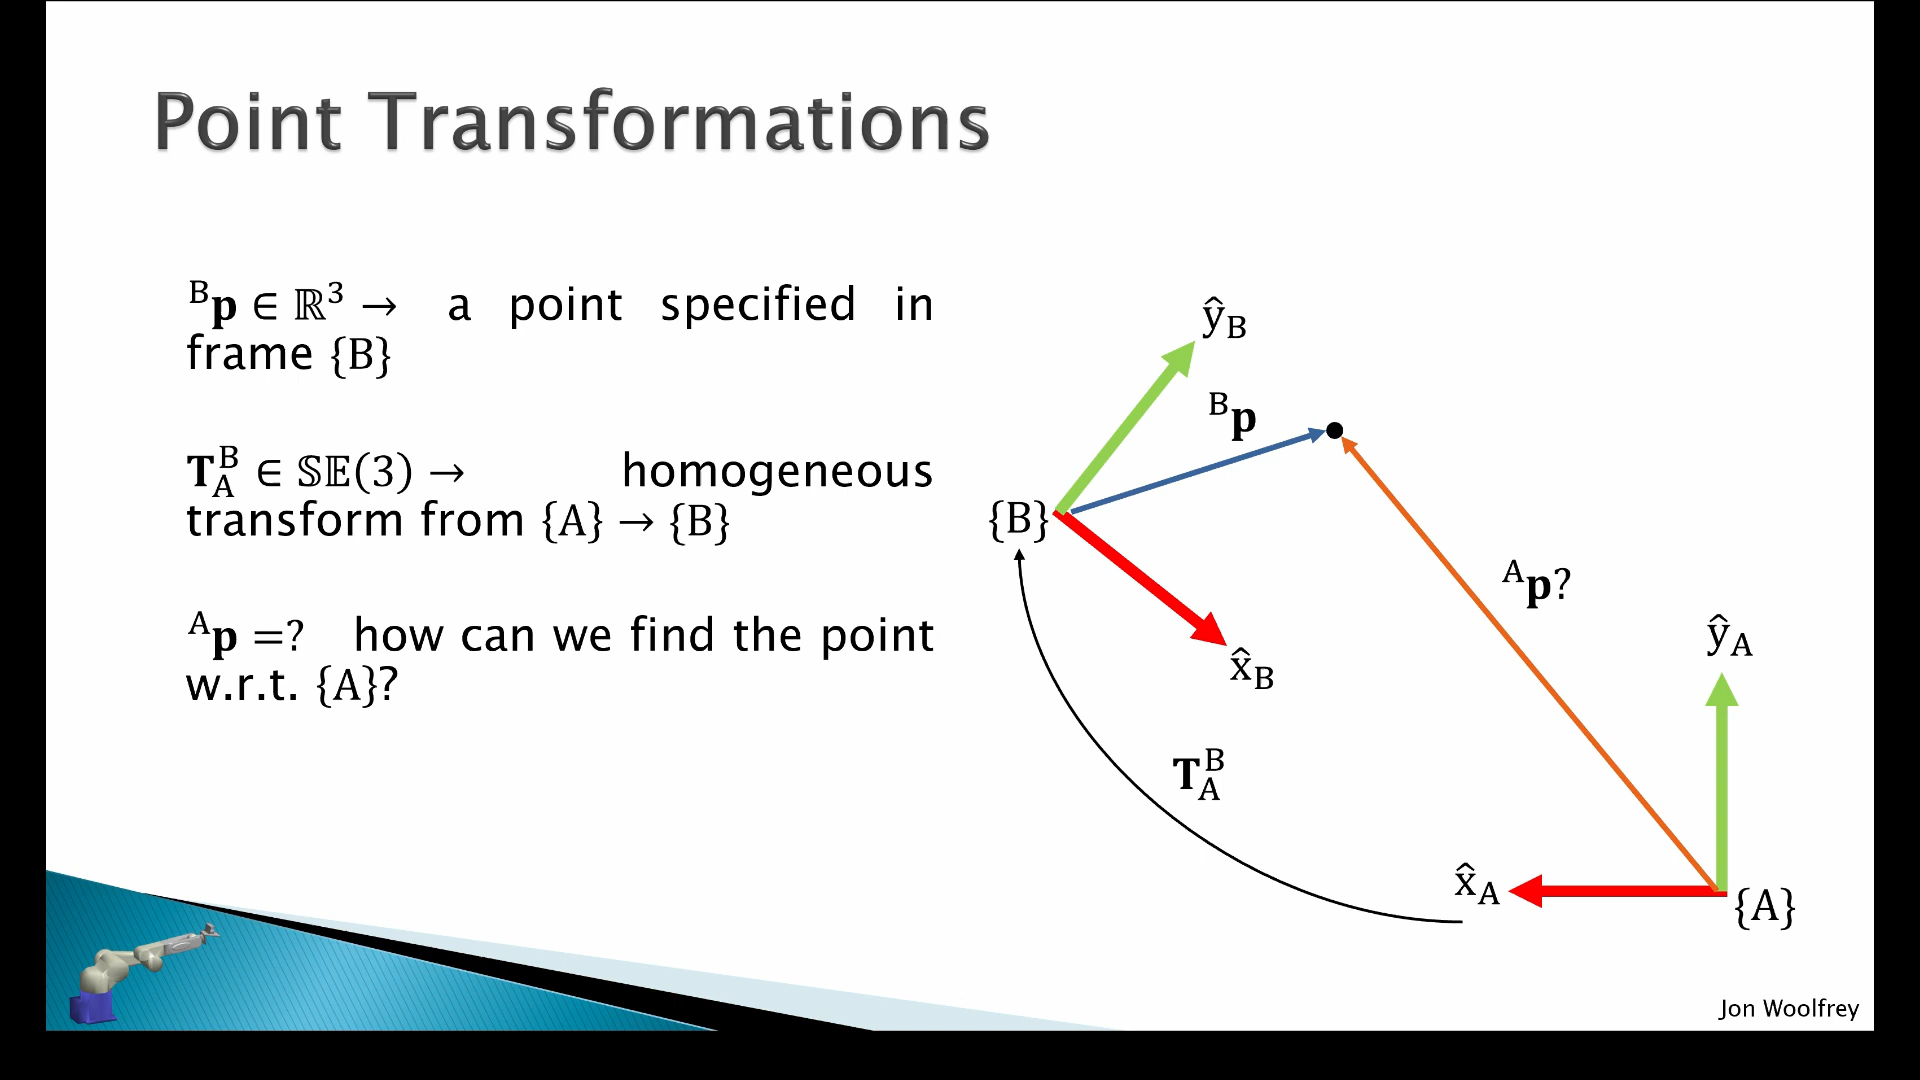 Point Transformations
ᴮ𝐩 ∈ ℝ³ → a point specified in
frame {B}
𝐓_A^B ∈ 𝕊𝔼(3) → homogeneous
transform from {A} → {B}
ᴬ𝐩 =? how can we find the point
w.r.t. {A}?
ŷ_B
ᴮ𝐩
{B}
ᴬ𝐩?
x̂_B
ŷ_A
𝐓_A^B
x̂_A
{A}
Jon Woolfrey